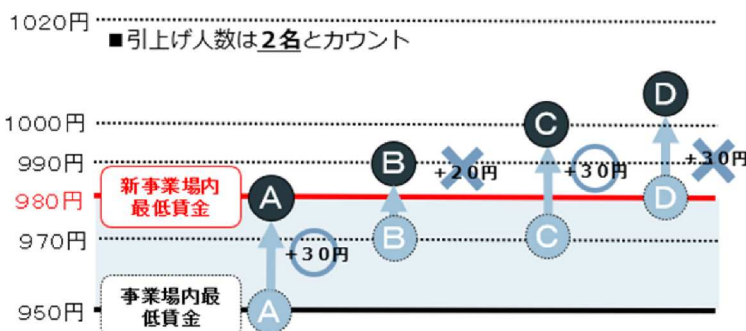 1020円
■引上げ人数は2名とカウント
D
1000円
C
990円
B
+20円
+30円
+30円
新事業場内
最低賃金
980円
A
D
970円
B
C
+30円
事業場内最
低賃金
950円
A